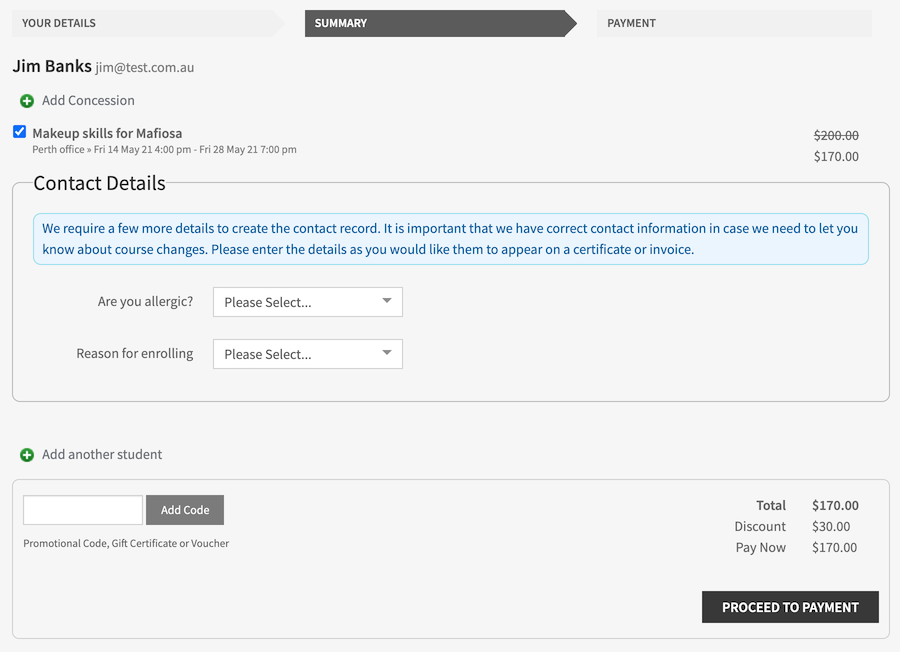 YOUR DETAILS
SUMMARY
PAYMENT
Jim Banks jim@test.com.au
Add Concession
Makeup skills for Mafiosa
Perth office » Fri 14 May 21 4:00 pm - Fri 28 May 21 7:00 pm
$200.00
$170.00
Contact Details
We require a few more details to create the contact record. It is important that we have correct contact information in case we need to let you
know about course changes. Please enter the details as you would like them to appear on a certificate or invoice.
Are you allergic? Please Select...
Reason for enrolling Please Select...
Add another student
Add Code
Promotional Code, Gift Certificate or Voucher
Total $170.00
Discount $30.00
Pay Now $170.00
PROCEED TO PAYMENT